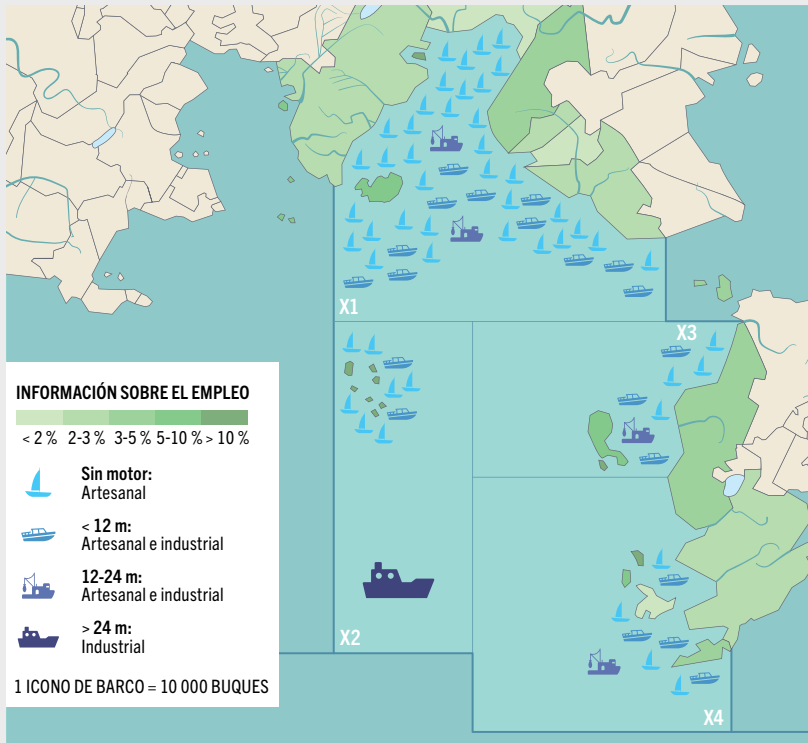 X1
X3
INFORMACIÓN SOBRE EL EMPLEO
< 2 % 2-3 % 3-5 % 5-10 % > 10 %
Sin motor:
Artesanal
< 12 m:
Artesanal e industrial
12-24 m:
Artesanal e industrial
> 24 m:
Industrial
1 ICONO DE BARCO = 10 000 BUQUES
X2
X4